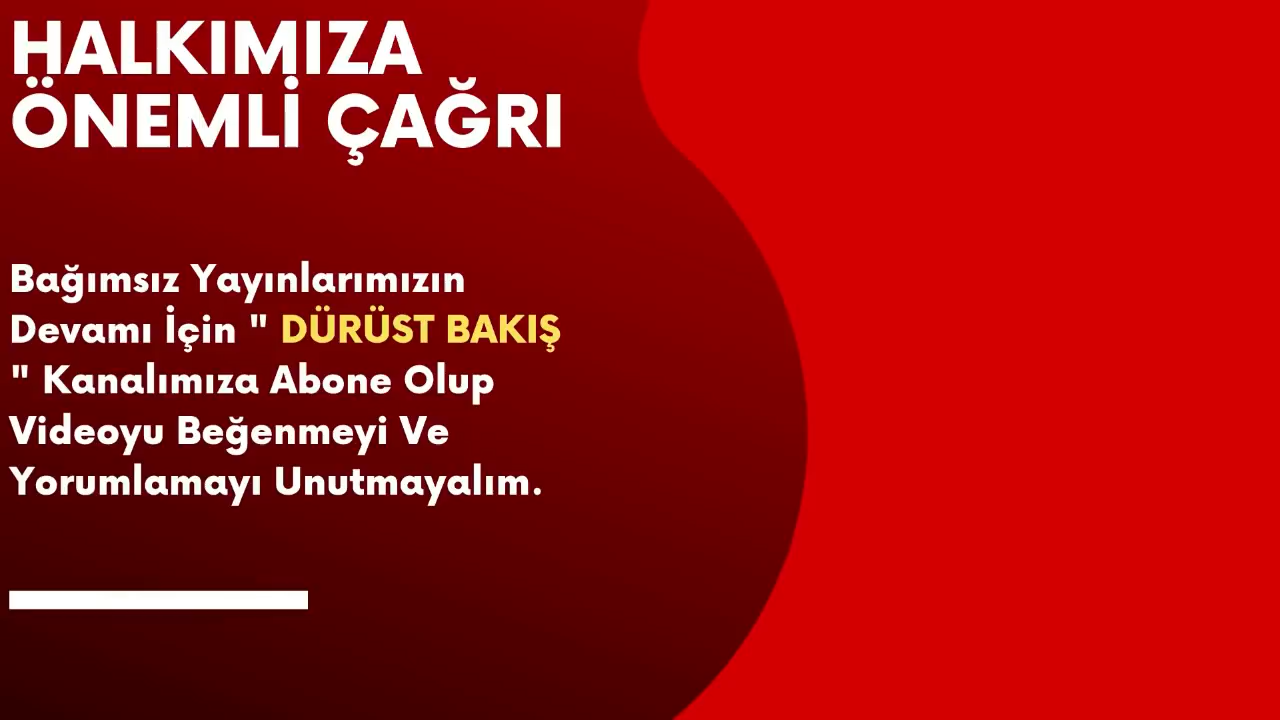 HALKIMIZA
ÖNEMLİ ÇAĞRI
Bağımsız Yayınlarımızın
Devamı İçin " DÜRÜST BAKIŞ
" Kanalımıza Abone Olup
Videoyu Beğenmeyi Ve
Yorumlamayı Unutmayalım.